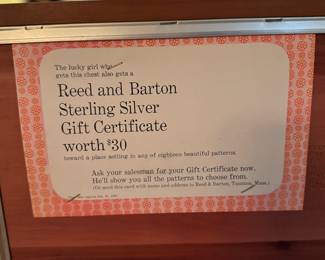 The lucky girl who
gets this chest also gets a
Reed and Barton
Sterling Silver
Gift Certificate
worth $30
toward a place setting in any of eighteen beautiful patterns.
Ask your salesman for your Gift Certificate now.
He'll show you all the patterns to choose from.
(Or send this card with name and address to Reed & Barton, Taunton, Mass.)